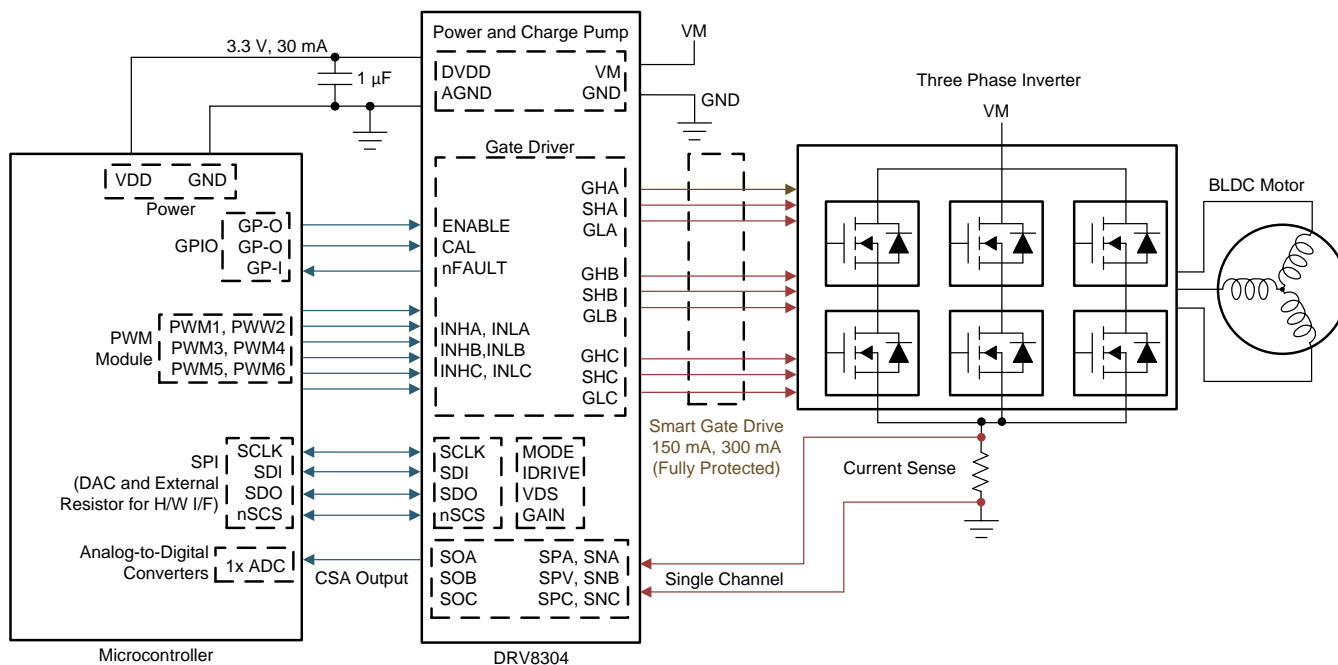 3.3 V, 30 mA
1 µF
Power and Charge Pump
DVDD
AGND
VM
GND
VM
GND
Three Phase Inverter
VM
BLDC Motor
VDD
GND
Power
GPIO
GP-O
GP-O
GP-I
PWM
Module
PWM1, PWW2
PWM3, PWM4
PWM5, PWM6
SPI
(DAC and External
Resistor for H/W I/F)
SCLK
SDI
SDO
nSCS
Analog-to-Digital
Converters
1x ADC
CSA Output
Microcontroller
Gate Driver
ENABLE
CAL
nFAULT
INHA, INLA
INHB,INLB
INHC, INLC
GHA
SHA
GLA
GHB
SHB
GLB
GHC
SHC
GLC
SCLK
SDI
SDO
nSCS
MODE
IDRIVE
VDS
GAIN
SOA
SOB
SOC
SPA, SNA
SPV, SNB
SPC, SNC
DRV8304
Smart Gate Drive
150 mA, 300 mA
(Fully Protected)
Current Sense
Single Channel